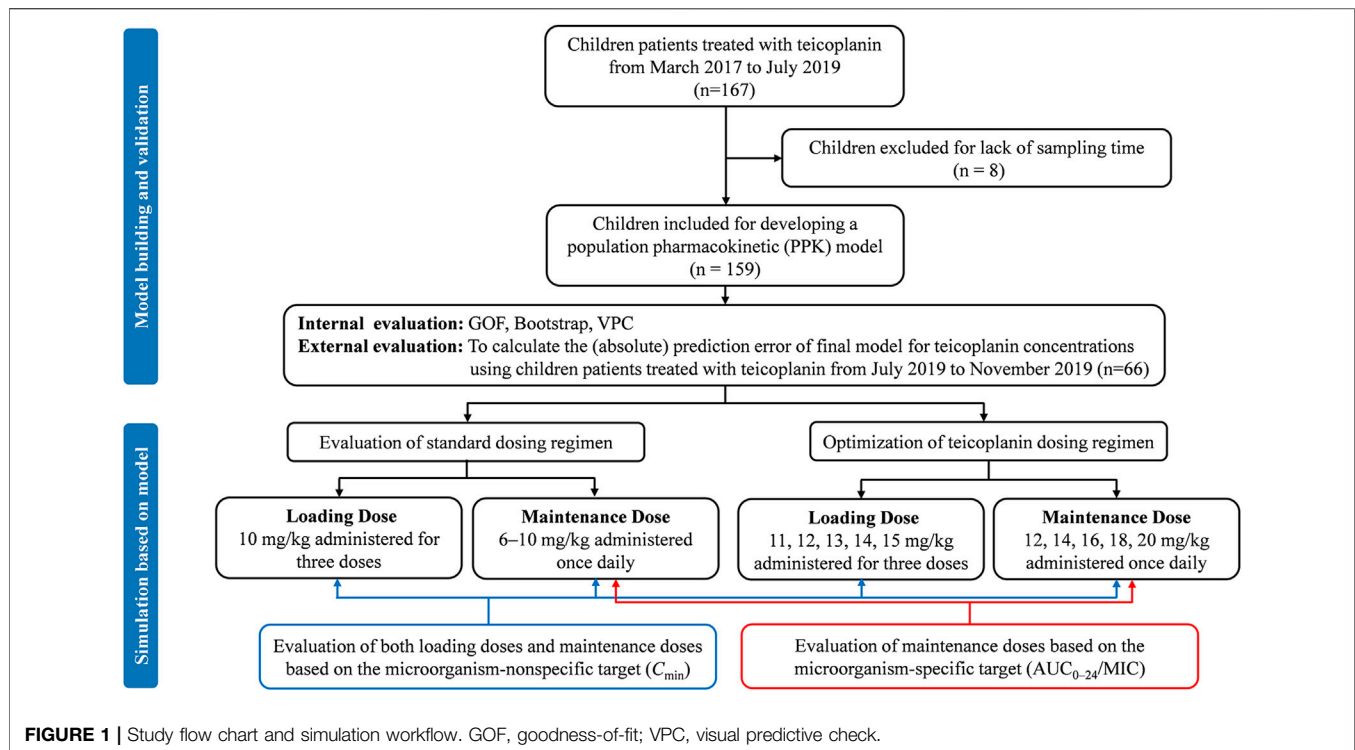 Model building and validation
Children patients treated with teicoplanin
from March 2017 to July 2019
(n=167)
Children excluded for lack of sampling time
(n = 8)
Children included for developing a
population pharmacokinetic (PPK) model
(n = 159)
Internal evaluation: GOF, Bootstrap, VPC
External evaluation: To calculate the (absolute) prediction error of final model for teicoplanin concentrations
using children patients treated with teicoplanin from July 2019 to November 2019 (n=66)
Simulation based on model
Evaluation of standard dosing regimen
Optimization of teicoplanin dosing regimen
Loading Dose
10 mg/kg administered for
three doses
Maintenance Dose
6–10 mg/kg administered
once daily
Loading Dose
11, 12, 13, 14, 15 mg/kg
administered for three doses
Maintenance Dose
12, 14, 16, 18, 20 mg/kg
administered once daily
Evaluation of both loading doses and maintenance doses
based on the microorganism-nonspecific target (Cmin)
Evaluation of maintenance doses based on the
microorganism-specific target (AUC0–24/MIC)
FIGURE 1 | Study flow chart and simulation workflow. GOF, goodness-of-fit; VPC, visual predictive check.